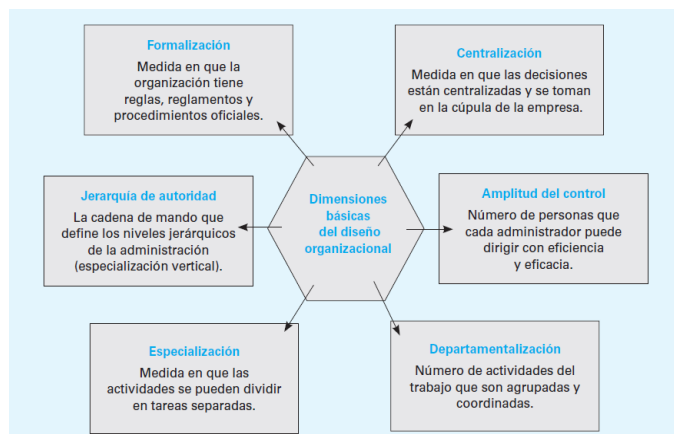 Formalización
Medida en que la
organización tiene
reglas, reglamentos y
procedimientos oficiales.
Centralización
Medida en que las decisiones
están centralizadas y se toman
en la cúpula de la empresa.
Jerarquía de autoridad
La cadena de mando que
define los niveles jerárquicos
de la administración
(especialización vertical).
Dimensiones
básicas
del diseño
organizacional
Amplitud del control
Número de personas que
cada administrador puede
dirigir con eficiencia
y eficacia.
Especialización
Medida en que las
actividades se pueden dividir
en tareas separadas.
Departamentalización
Número de actividades del
trabajo que son agrupadas y
coordinadas.